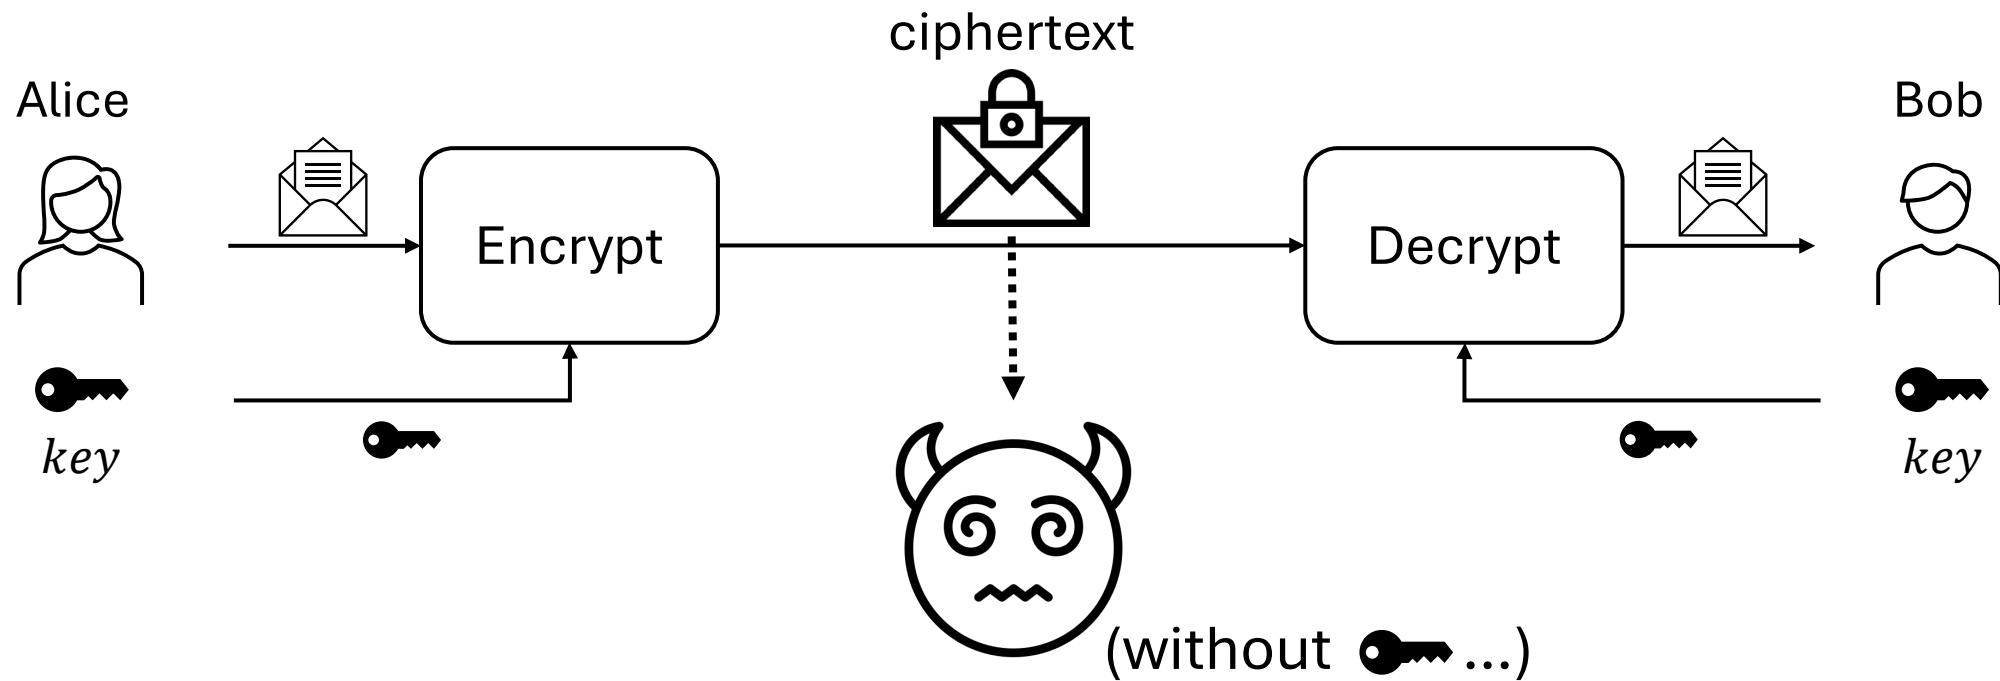 ciphertext
Alice
Bob
Encrypt
Decrypt
key
key
(without ...)